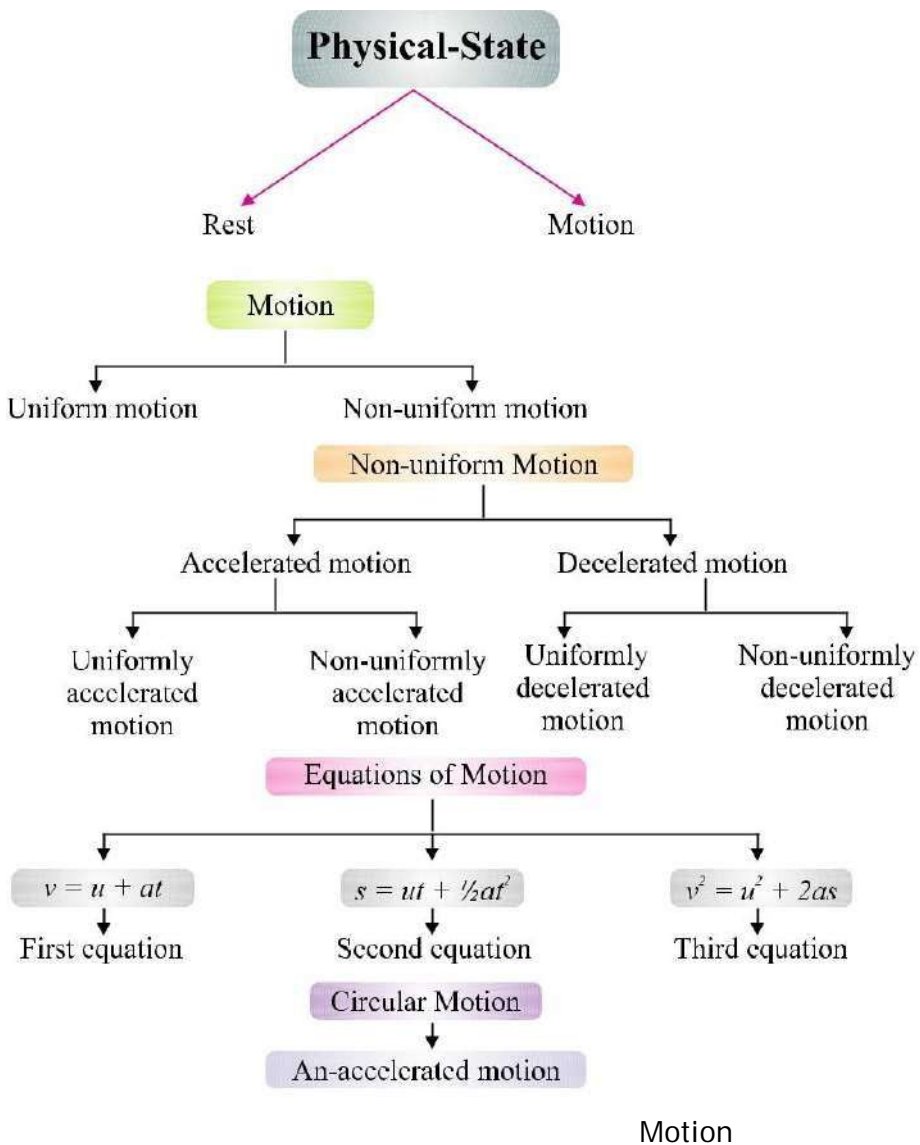 Physical-State
Rest Motion
Motion
Uniform motion Non-uniform motion
Non-uniform Motion
Accelerated motion Decelerated motion
Uniformly accelerated motion
Non-uniformly accelerated motion
Uniformly decelerated motion
Non-uniformly decelerated motion
Equations of Motion
v = u + at s = ut + ½at² v² = u² + 2as
First equation Second equation Third equation
Circular Motion
An-accelerated motion
Motion